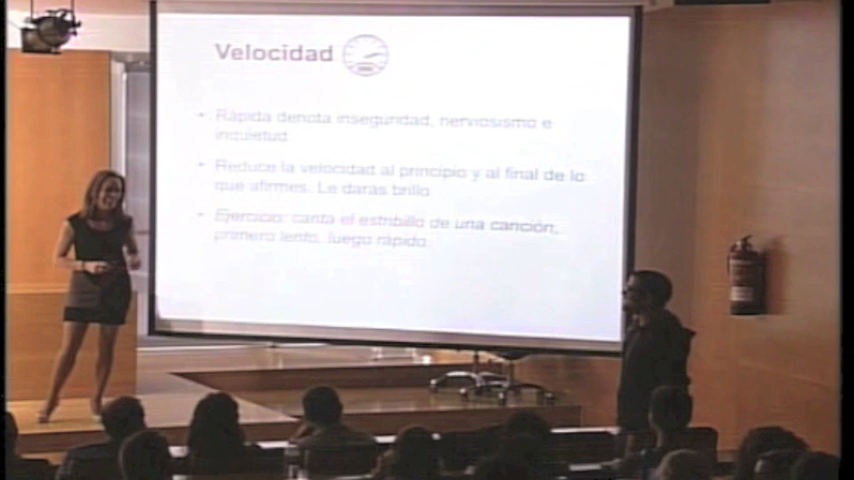 Velocidad
- Rápida denota inseguridad, nerviosismo e
inquietud.
- Reduce la velocidad al principio y al final de lo
que afirmes. Le daras brillo.
- Ejercicio: canta el estribillo de una canción,
primero lento, luego rápido.